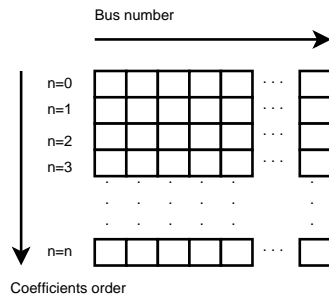 Bus number
n=0 ...
n=1
n=2 ...
n=3
. . . . . .
. . . . . .
. . . . . .
n=n ...
Coefficients order